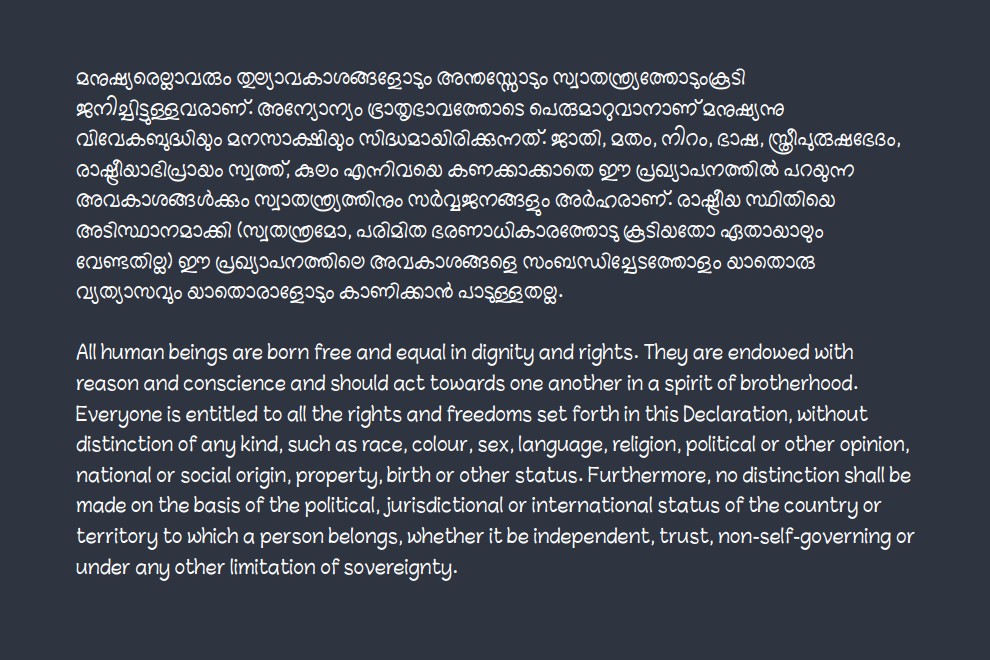 മനുഷ്യരെല്ലാവരും തുല്യാവകാശങ്ങളോടും അന്തസ്സോടും സ്വാതന്ത്ര്യത്തോടുംകൂടി
ജനിച്ചിട്ടുള്ളവരാണ്‌. അന്യോന്യം ഭ്രാതൃഭാവത്തോടെ പെരുമാറുവാനാണ്‌ മനുഷ്യന്നു
വിവേകബുദ്ധിയും മനസാക്ഷിയും സിദ്ധമായിരിക്കുന്നത്‌. ജാതി, മതം, നിറം, ഭാഷ, സ്ത്രീപുരുഷഭേദം,
രാഷ്ട്രീയാഭിപ്രായം സ്വത്ത്‌, കുലം എന്നിവയെ കണക്കാക്കാതെ ഈ പ്രഖ്യാപനത്തിൽ പറയുന്ന
അവകാശങ്ങൾക്കും സ്വാതന്ത്ര്യത്തിനും സർവ്വജനങ്ങളും അർഹരാണ്‌. രാഷ്ട്രീയ സ്ഥിതിയെ
അടിസ്ഥാനമാക്കി (സ്വതന്ത്രമോ, പരിമിത ഭരണാധികാരത്തോടു കൂടിയതോ ഏതായാലും
വേണ്ടതില്ല) ഈ പ്രഖ്യാപനത്തിലെ അവകാശങ്ങളെ സംബന്ധിച്ചേടത്തോളം യാതൊരു
വ്യത്യാസവും യാതൊരാളോടും കാണിക്കാൻ പാടുള്ളതല്ല.
All human beings are born free and equal in dignity and rights. They are endowed with
reason and conscience and should act towards one another in a spirit of brotherhood.
Everyone is entitled to all the rights and freedoms set forth in this Declaration, without
distinction of any kind, such as race, colour, sex, language, religion, political or other opinion,
national or social origin, property, birth or other status. Furthermore, no distinction shall be
made on the basis of the political, jurisdictional or international status of the country or
territory to which a person belongs, whether it be independent, trust, non-self-governing or
under any other limitation of sovereignty.